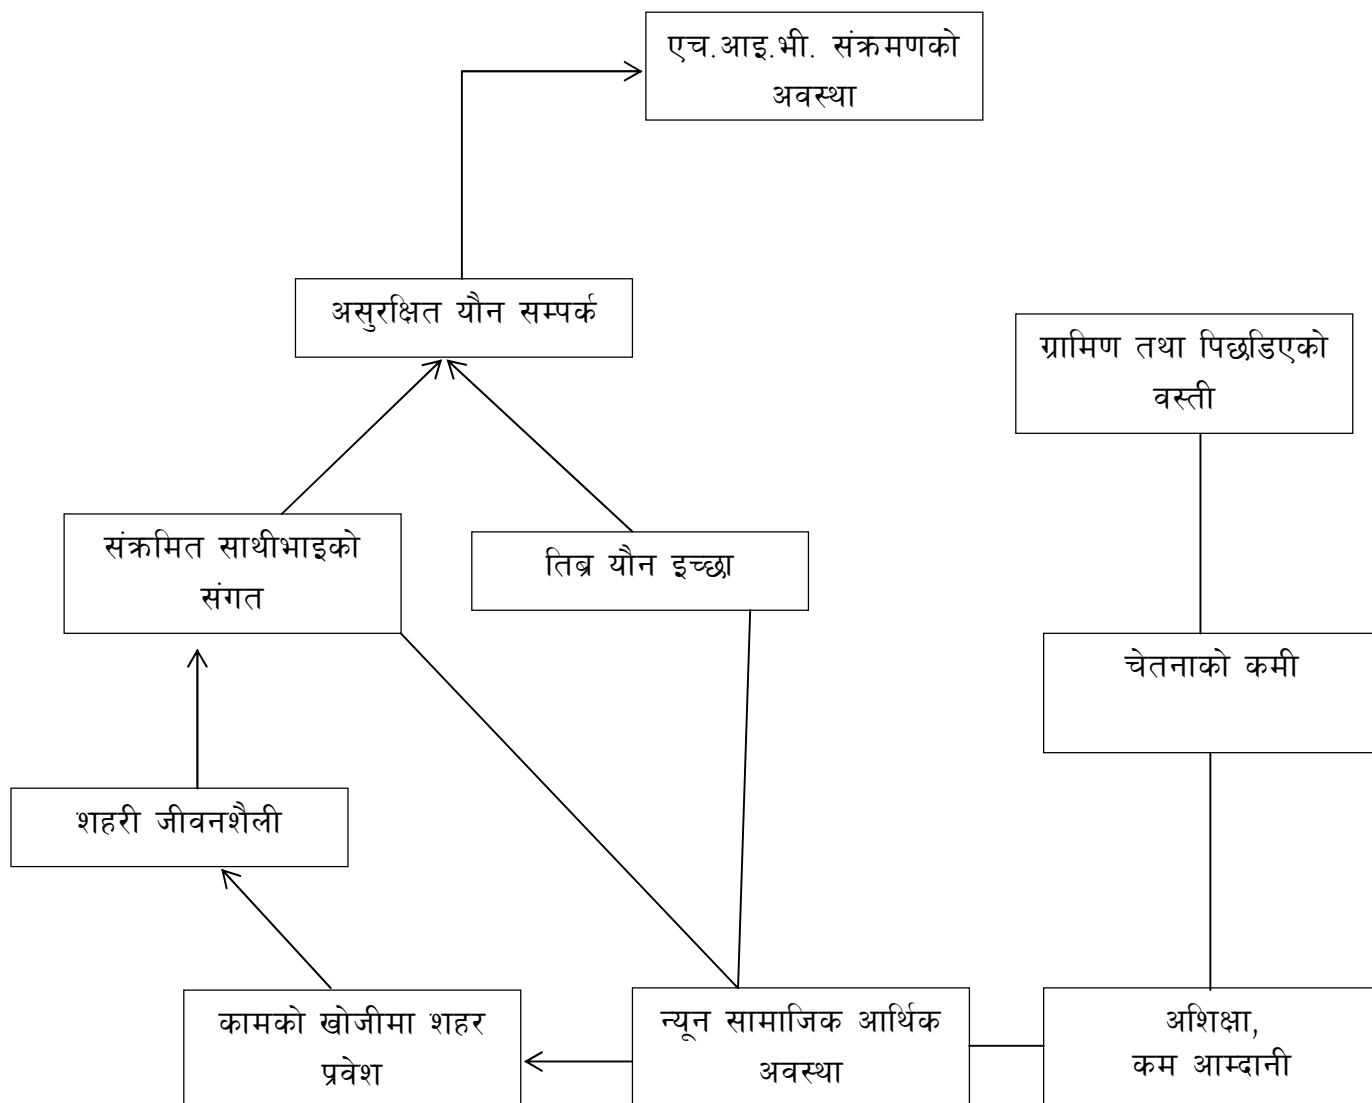 एच.आइ.भी. संक्रमणको
अवस्था
असुरक्षित यौन सम्पर्क
ग्रामिण तथा पिछडिएको
वस्ती
संक्रमित साथीभाइको
संगत
तिब्र यौन इच्छा
चेतनाको कमी
शहरी जीवनशैली
कामको खोजीमा शहर
प्रवेश
न्यून सामाजिक आर्थिक
अवस्था
अशिक्षा,
कम आम्दानी